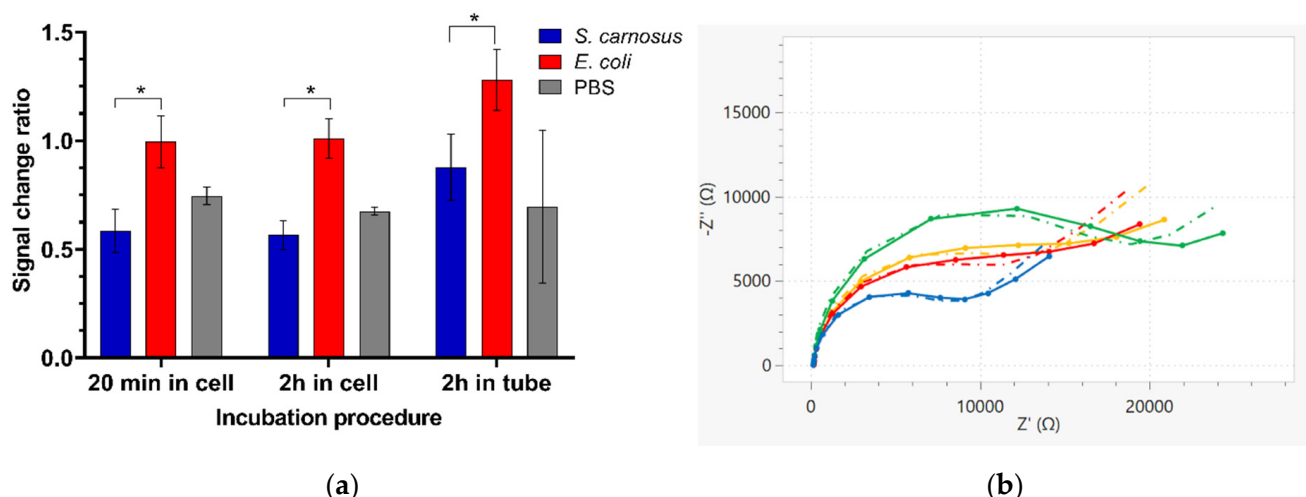 1.5
1.0
0.5
0.0
Signal change ratio
*
*
*
S. carnosus
E. coli
PBS
20 min in cell
2h in cell
2h in tube
Incubation procedure
(a)
15000
10000
5000
0
-Z'' (Ω)
0
10000
20000
Z' (Ω)
(b)